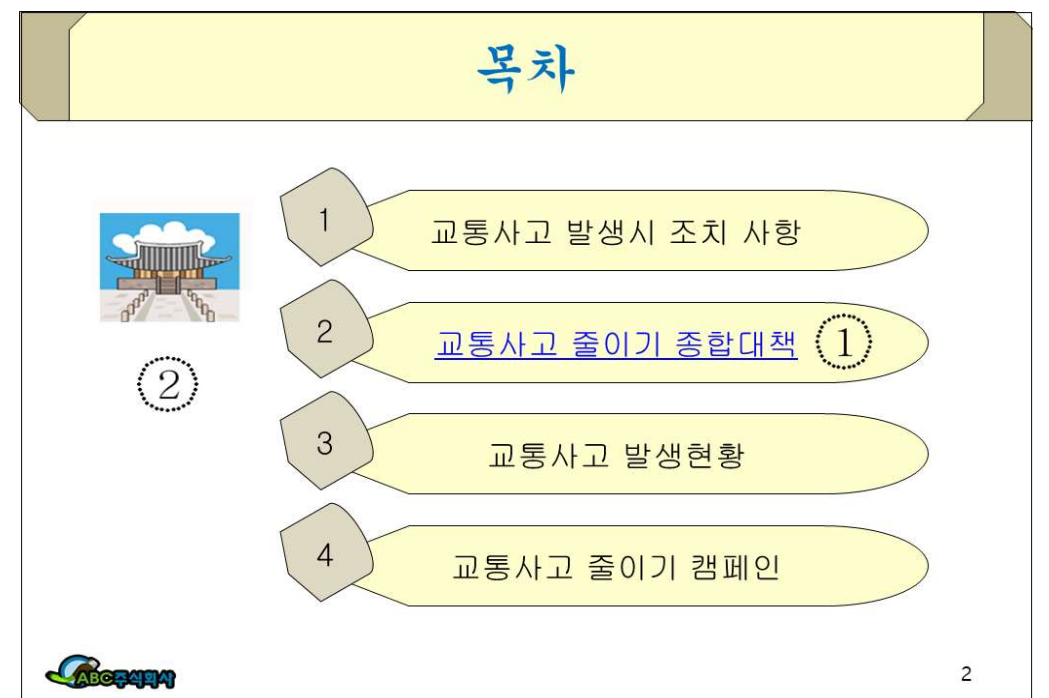 목차
1 교통사고 발생시 조치 사항
2 교통사고 줄이기 종합대책 ①
②
3 교통사고 발생현황
4 교통사고 줄이기 캠페인
ABC주식회사
2